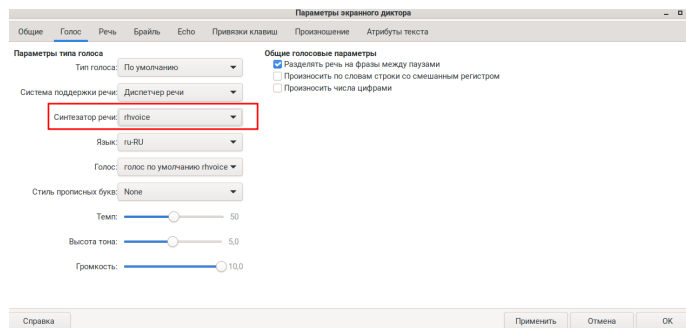 Параметры экранного диктора
Общие Голос Речь Брайль Echo Привязки клавиш Произношение Атрибуты текста
Параметры типа голоса
Тип голоса: По умолчанию
Система поддержки речи: Диспетчер речи
Синтезатор речи: rhvoice
Язык: ru-RU
Голос: голос по умолчанию rhvoice
Стиль прописных букв: None
Темп: 50
Высота тона: 5,0
Громкость: 10,0
Общие голосовые параметры
Разделять речь на фразы между паузами
Произносить по словам строки со смешанным регистром
Произносить числа цифрами
Справка Применить Отмена OK